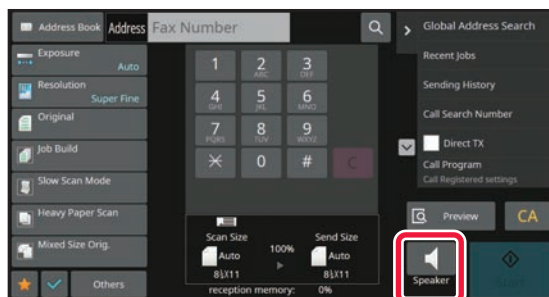 Address Book
Address
Fax Number
Global Address Search
Exposure
Auto
Resolution
Super Fine
Original
Job Build
Slow Scan Mode
Heavy Paper Scan
Mixed Size Orig.
Others
1
2
ABC
3
DEF
4
GHI
5
JKL
6
MNO
7
PQRS
8
TUV
9
WXYZ
0
#
C
Scan Size
Auto
8½X11
100%
Send Size
Auto
8½X11
reception memory: 0%
Recent Jobs
Sending History
Call Search Number
Direct TX
Call Program
Call Registered settings
Preview
CA
Speaker
Start